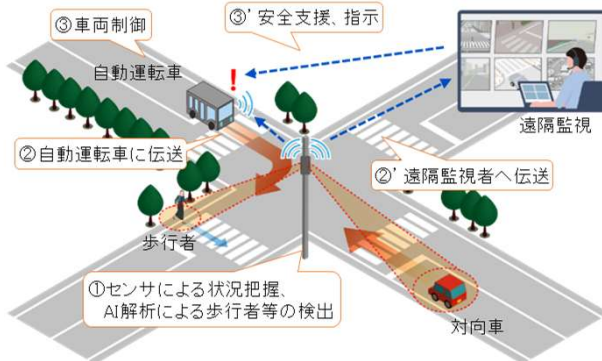 ③車両制御
③’安全支援、指示
自動運転車
遠隔監視
②自動運転車に伝送
②’遠隔監視者へ伝送
歩行者
①センサによる状況把握、
AI解析による歩行者等の検出
対向車